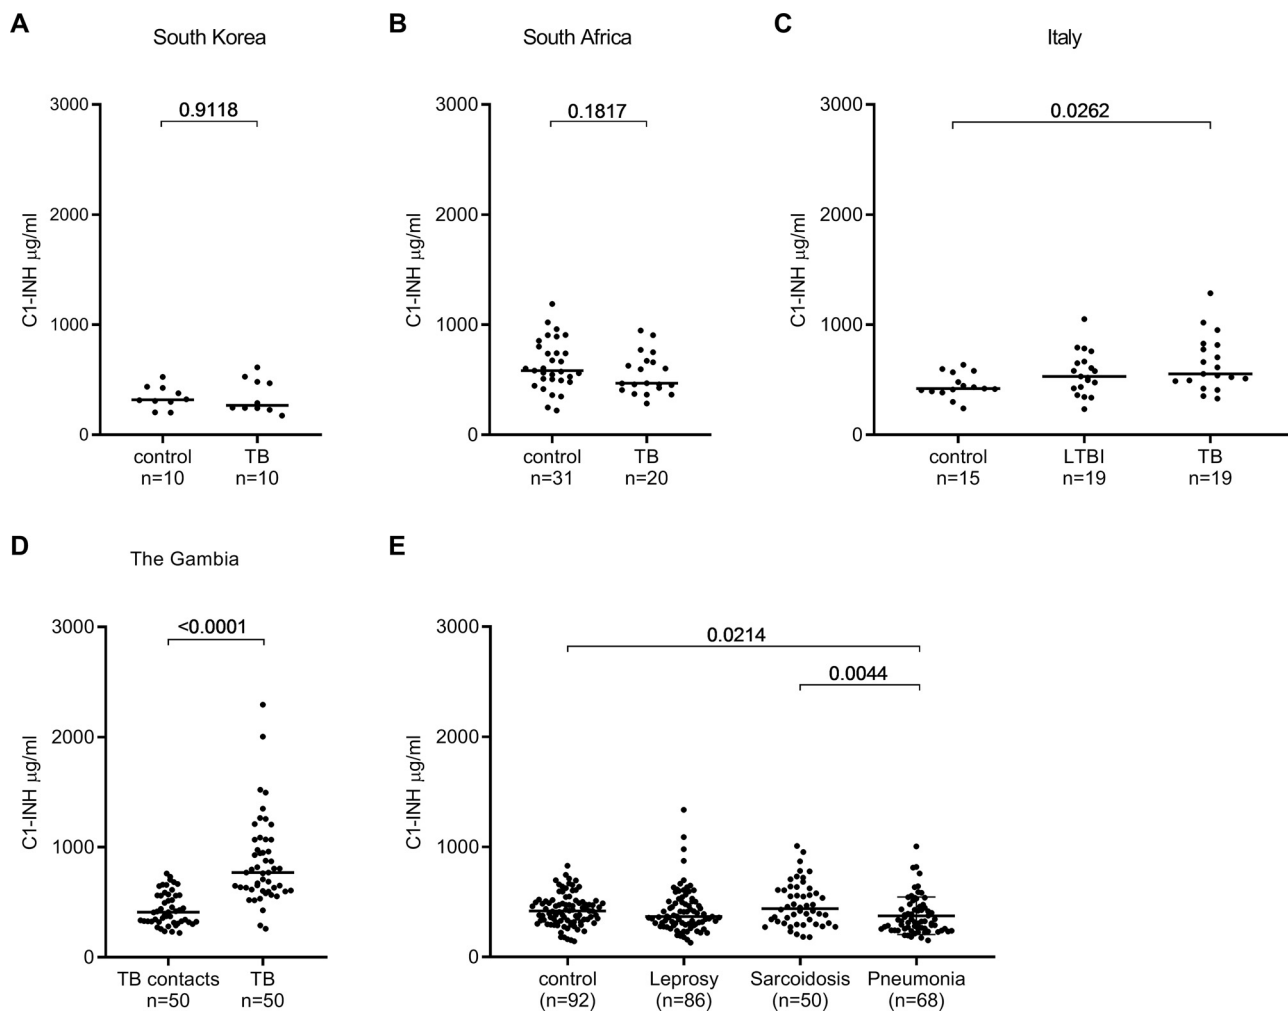 A
South Korea
3000
2000
1000
0
C1-INH µg/ml
0.9118
control
n=10
TB
n=10
B
South Africa
3000
2000
1000
0
C1-INH µg/ml
0.1817
control
n=31
TB
n=20
C
Italy
3000
2000
1000
0
C1-INH µg/ml
0.0262
control
n=15
LTBI
n=19
TB
n=19
D
The Gambia
3000
2000
1000
0
C1-INH µg/ml
<0.0001
TB contacts
n=50
TB
n=50
E
3000
2000
1000
0
C1-INH µg/ml
0.0214
0.0044
control
(n=92)
Leprosy
(n=86)
Sarcoidosis
(n=50)
Pneumonia
(n=68)